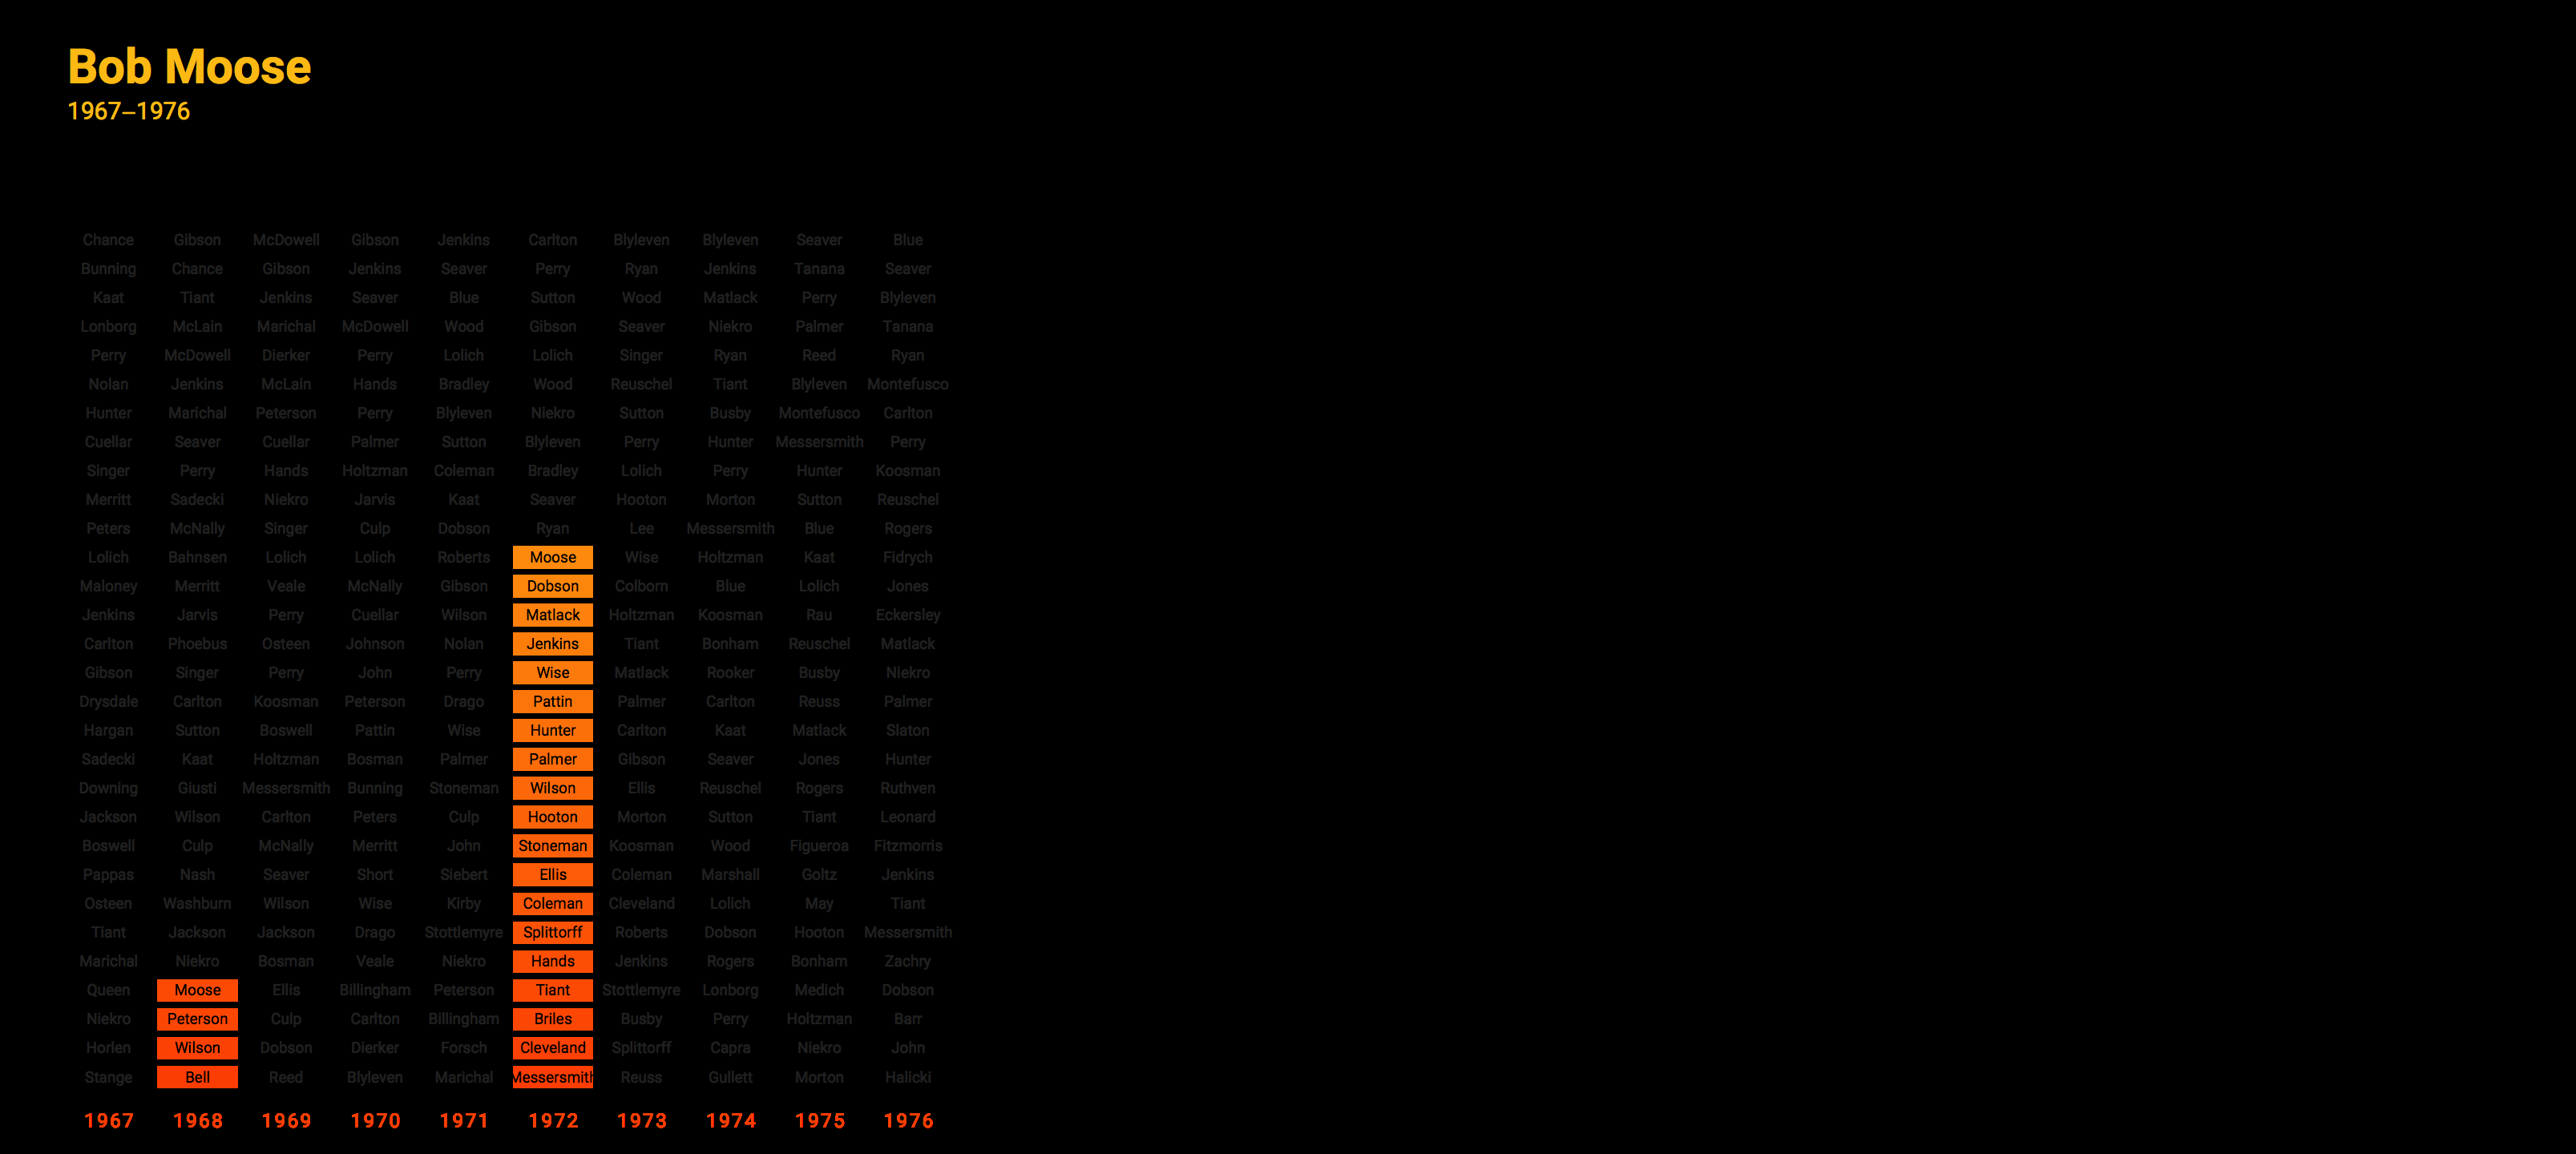 Bob Moose
1967–1976
Chance Gibson McDowell Gibson Jenkins Carlton Blyleven Blyleven Seaver Blue
Bunning Chance Gibson Jenkins Seaver Perry Ryan Jenkins Tanana Seaver
Kaat Tiant Jenkins Seaver Blue Sutton Wood Matlack Perry Blyleven
Lonborg McLain Marichal McDowell Wood Gibson Seaver Niekro Palmer Tanana
Perry McDowell Dierker Perry Lolich Lolich Singer Ryan Reed Ryan
Nolan Jenkins McLain Hands Bradley Wood Reuschel Tiant Blyleven Montefusco
Hunter Marichal Peterson Perry Blyleven Niekro Sutton Busby Montefusco Carlton
Cuellar Seaver Cuellar Palmer Sutton Blyleven Perry Hunter Messersmith Perry
Singer Perry Hands Holtzman Coleman Bradley Lolich Perry Hunter Koosman
Merritt Sadecki Niekro Jarvis Kaat Seaver Hooton Morton Sutton Reuschel
Peters McNally Singer Culp Dobson Ryan Lee Messersmith Blue Rogers
Lolich Bahnsen Lolich Lolich Roberts Moose Wise Holtzman Kaat Fidrych
Maloney Merritt Veale McNally Gibson Dobson Colborn Blue Lolich Jones
Jenkins Jarvis Perry Cuellar Wilson Matlack Holtzman Koosman Rau Eckersley
Carlton Phoebus Osteen Johnson Nolan Jenkins Tiant Bonham Reuschel Matlack
Gibson Singer Perry John Perry Wise Matlack Rooker Busby Niekro
Drysdale Carlton Koosman Peterson Drago Pattin Palmer Carlton Reuss Palmer
Hargan Sutton Boswell Pattin Wise Hunter Carlton Kaat Matlack Slaton
Sadecki Kaat Holtzman Bosman Palmer Palmer Gibson Seaver Jones Hunter
Downing Giusti Messersmith Bunning Stoneman Wilson Ellis Reuschel Rogers Ruthven
Jackson Wilson Carlton Peters Culp Hooton Morton Sutton Tiant Leonard
Boswell Culp McNally Merritt John Stoneman Koosman Wood Figueroa Fitzmorris
Pappas Nash Seaver Short Siebert Ellis Coleman Marshall Goltz Jenkins
Osteen Washburn Wilson Wise Kirby Coleman Cleveland Lolich May Tiant
Tiant Jackson Jackson Drago Stottlemyre Splittorff Roberts Dobson Hooton Messersmith
Marichal Niekro Bosman Veale Niekro Hands Jenkins Rogers Bonham Zachry
Queen Moose Ellis Billingham Peterson Tiant Stottlemyre Lonborg Medich Dobson
Niekro Peterson Culp Carlton Billingham Briles Busby Perry Holtzman Barr
Horlen Wilson Dobson Dierker Forsch Cleveland Splittorff Capra Niekro John
Stange Bell Reed Blyleven Marichal Messersmith Reuss Gullett Morton Halicki
1967 1968 1969 1970 1971 1972 1973 1974 1975 1976